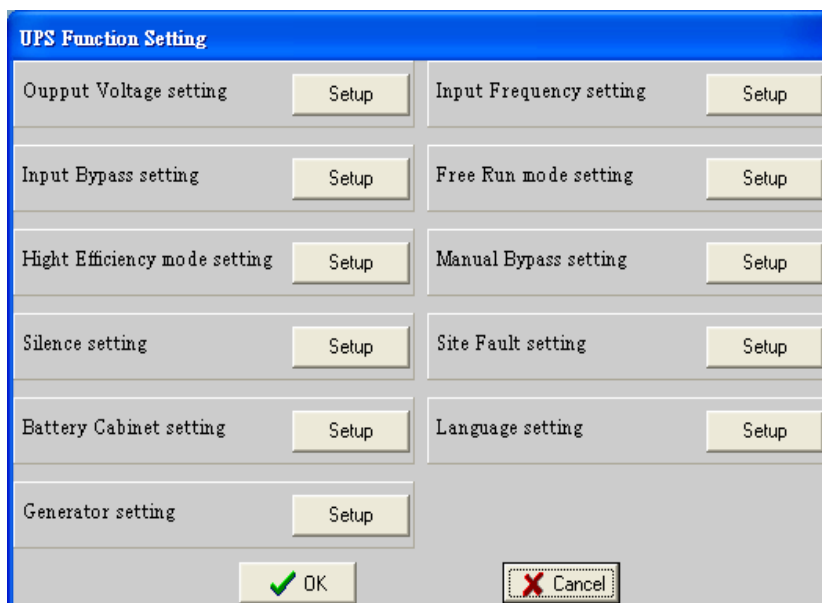 UPS Function Setting
Oupput Voltage setting Setup Input Frequency setting Setup
Input Bypass setting Setup Free Run mode setting Setup
Hight Efficiency mode setting Setup Manual Bypass setting Setup
Silence setting Setup Site Fault setting Setup
Battery Cabinet setting Setup Language setting Setup
Generator setting Setup
OK Cancel